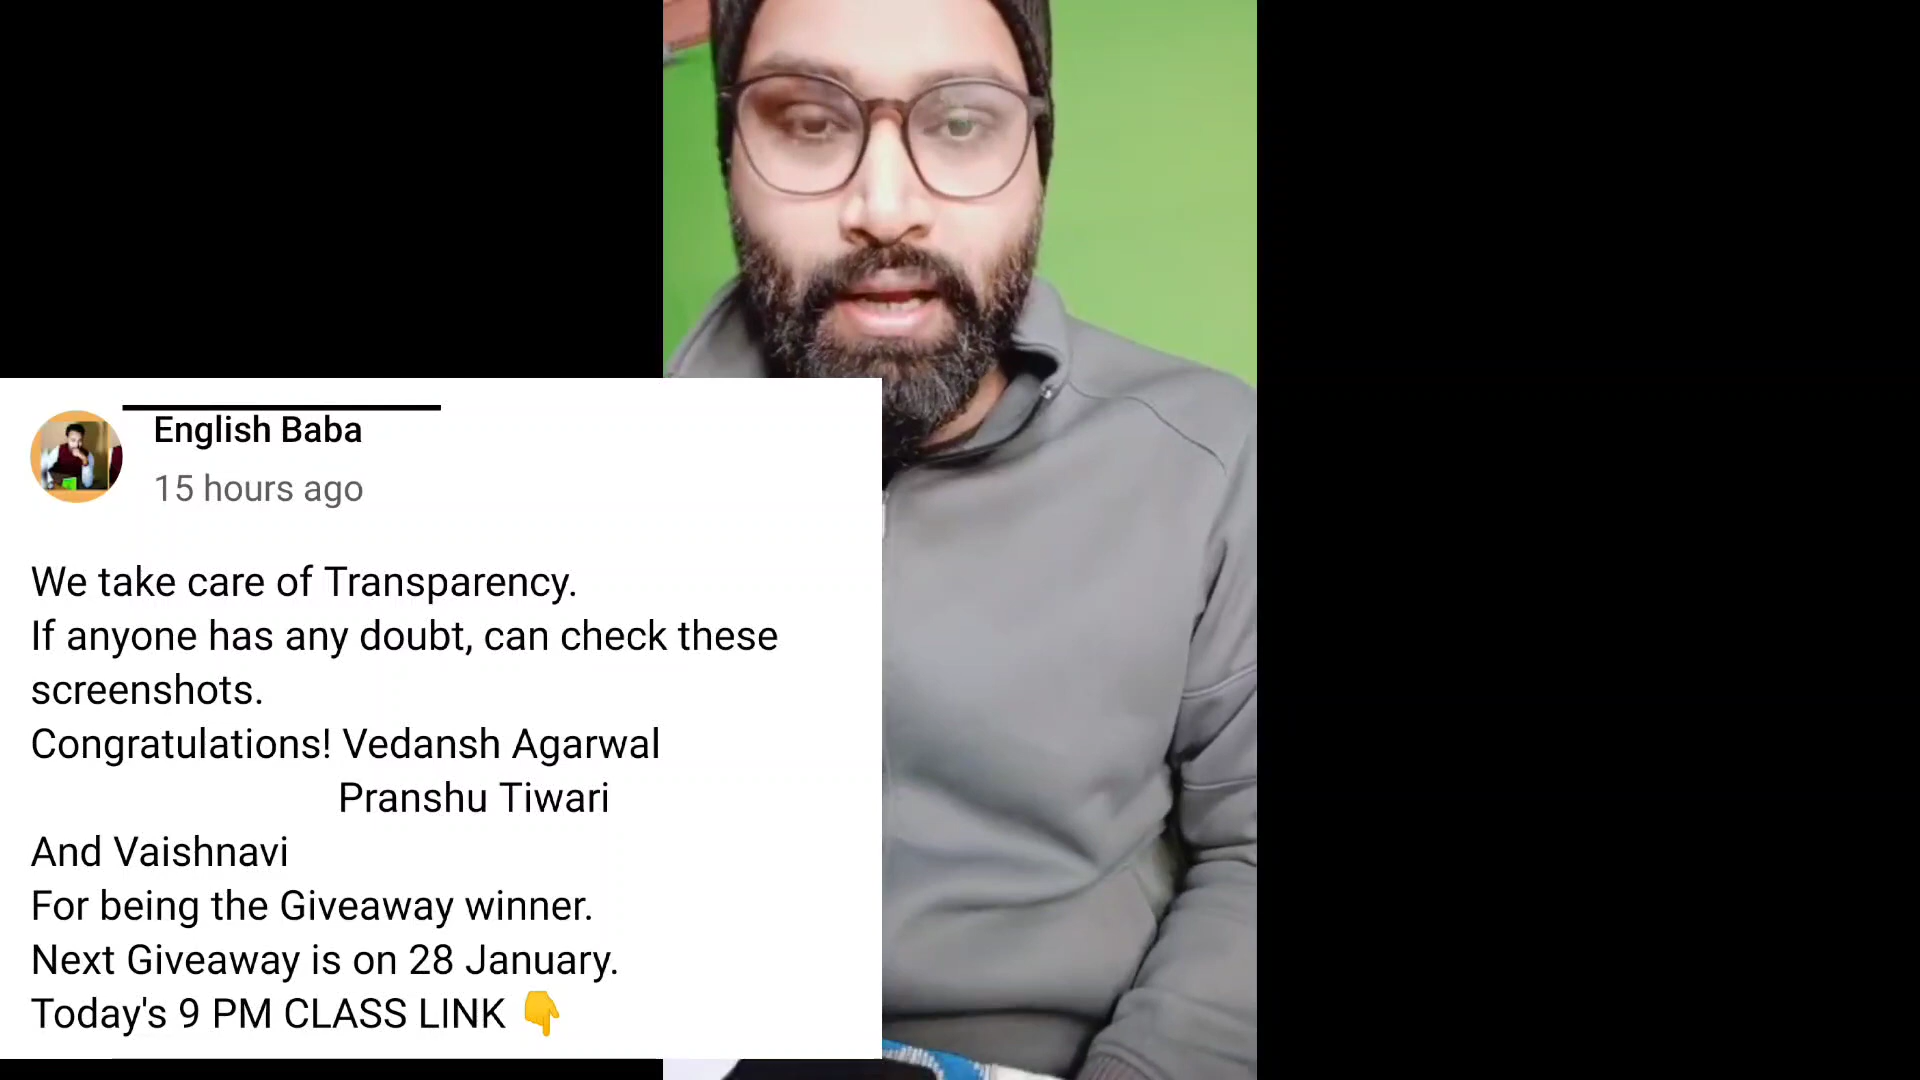 English Baba
15 hours ago
We take care of Transparency.
If anyone has any doubt, can check these
screenshots.
Congratulations! Vedansh Agarwal
Pranshu Tiwari
And Vaishnavi
For being the Giveaway winner.
Next Giveaway is on 28 January.
Today's 9 PM CLASS LINK 👇